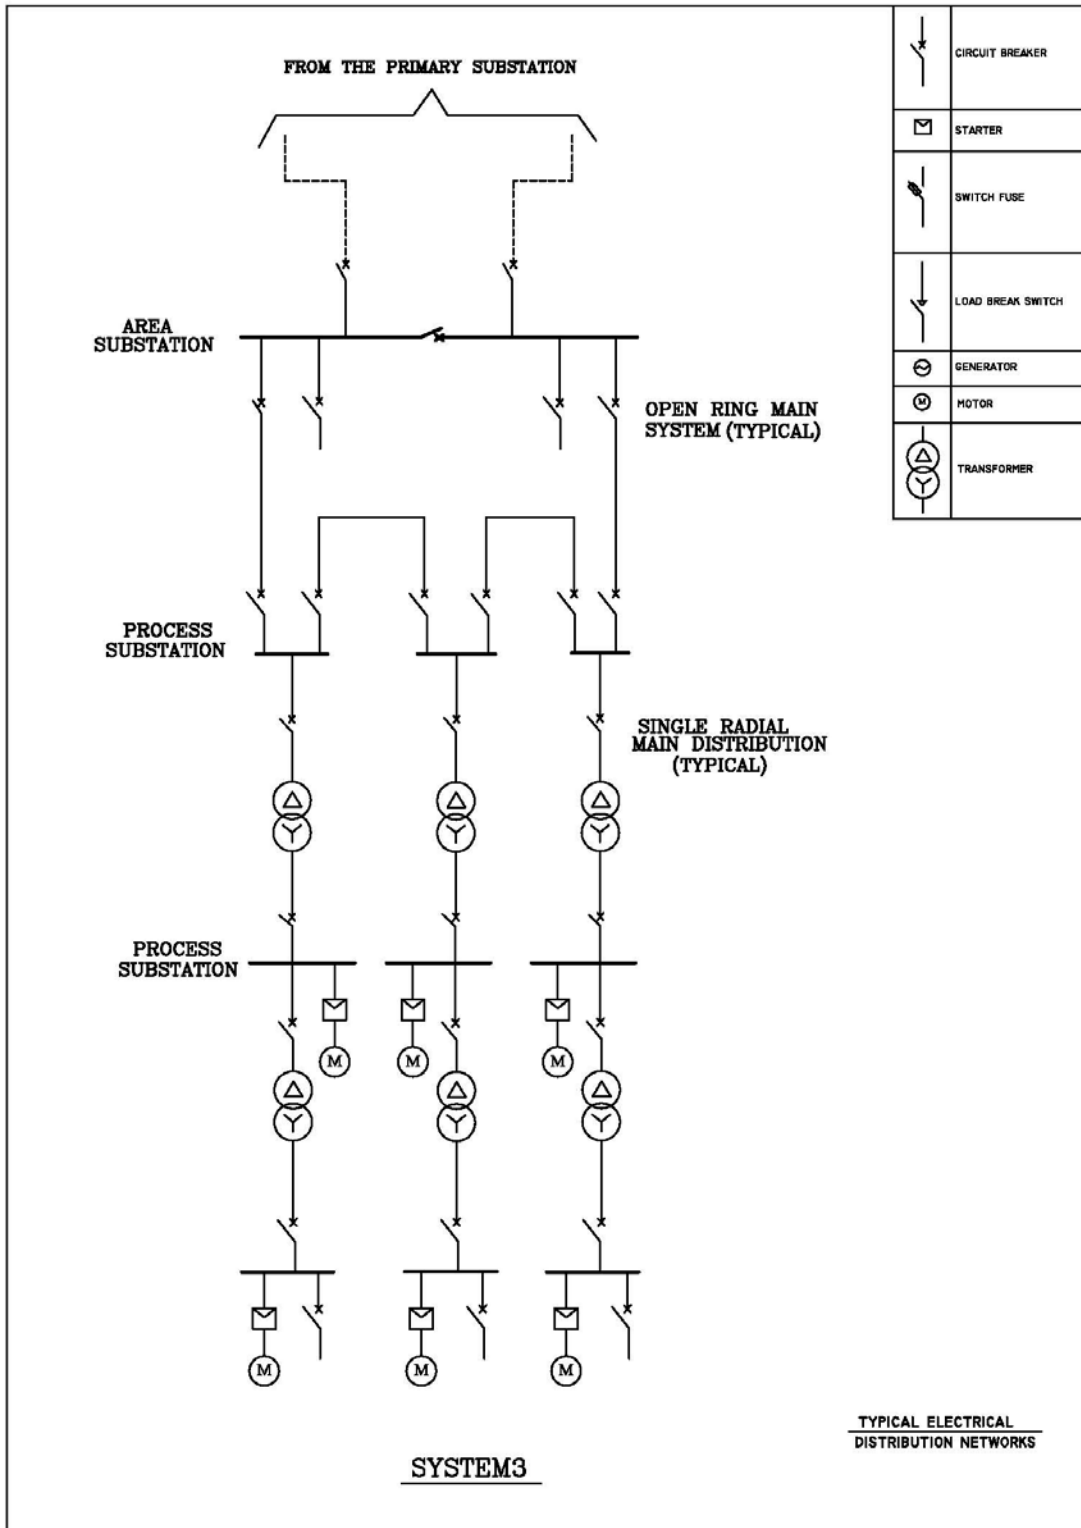 FROM THE PRIMARY SUBSTATION
CIRCUIT BREAKER
STARTER
SWITCH FUSE
LOAD BREAK SWITCH
GENERATOR
M
MOTOR
TRANSFORMER
AREA
SUBSTATION
OPEN RING MAIN
SYSTEM (TYPICAL)
PROCESS
SUBSTATION
SINGLE RADIAL
MAIN DISTRIBUTION
(TYPICAL)
PROCESS
SUBSTATION
M
M
M
M
M
M
TYPICAL ELECTRICAL
DISTRIBUTION NETWORKS
SYSTEM3